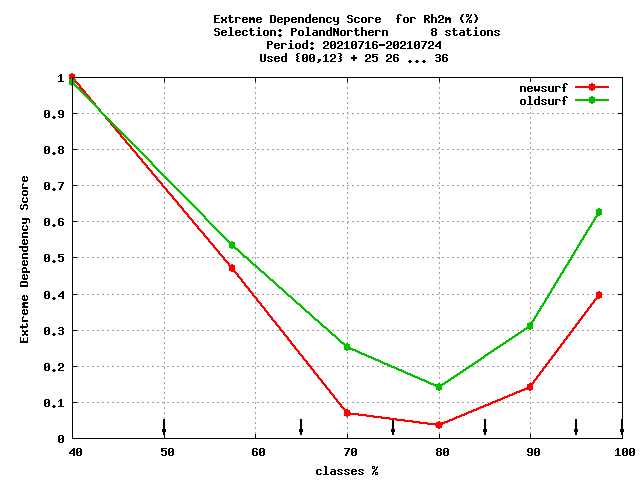 Extreme Dependency Score  for Rh2m (%)
Selection: PolandNorthern      8 stations
Period: 20210716-20210724
Used {00,12} + 25 26 ... 36
newsurf
oldsurf
1
0.9
0.8
0.7
0.6
0.5
0.4
0.3
0.2
0.1
0
Extreme Dependency Score
40 50 60 70 80 90 100
classes %